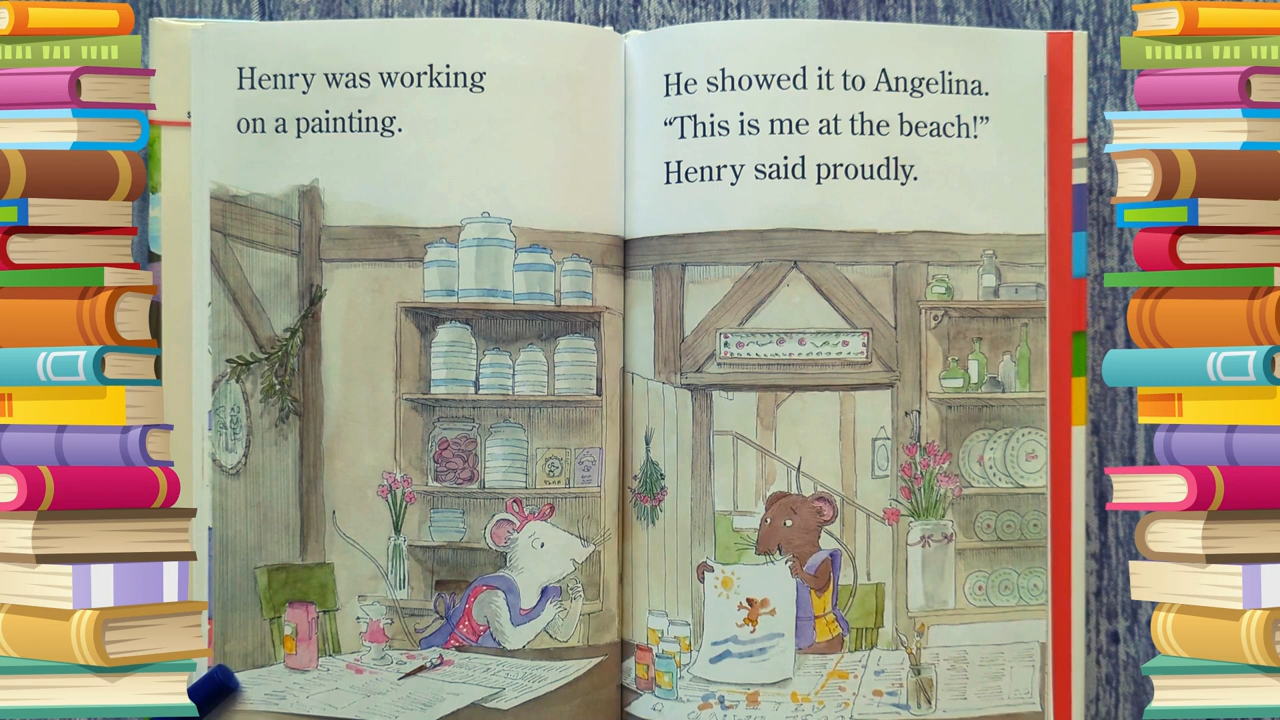 Henry was working
on a painting.
He showed it to Angelina.
“This is me at the beach!”
Henry said proudly.